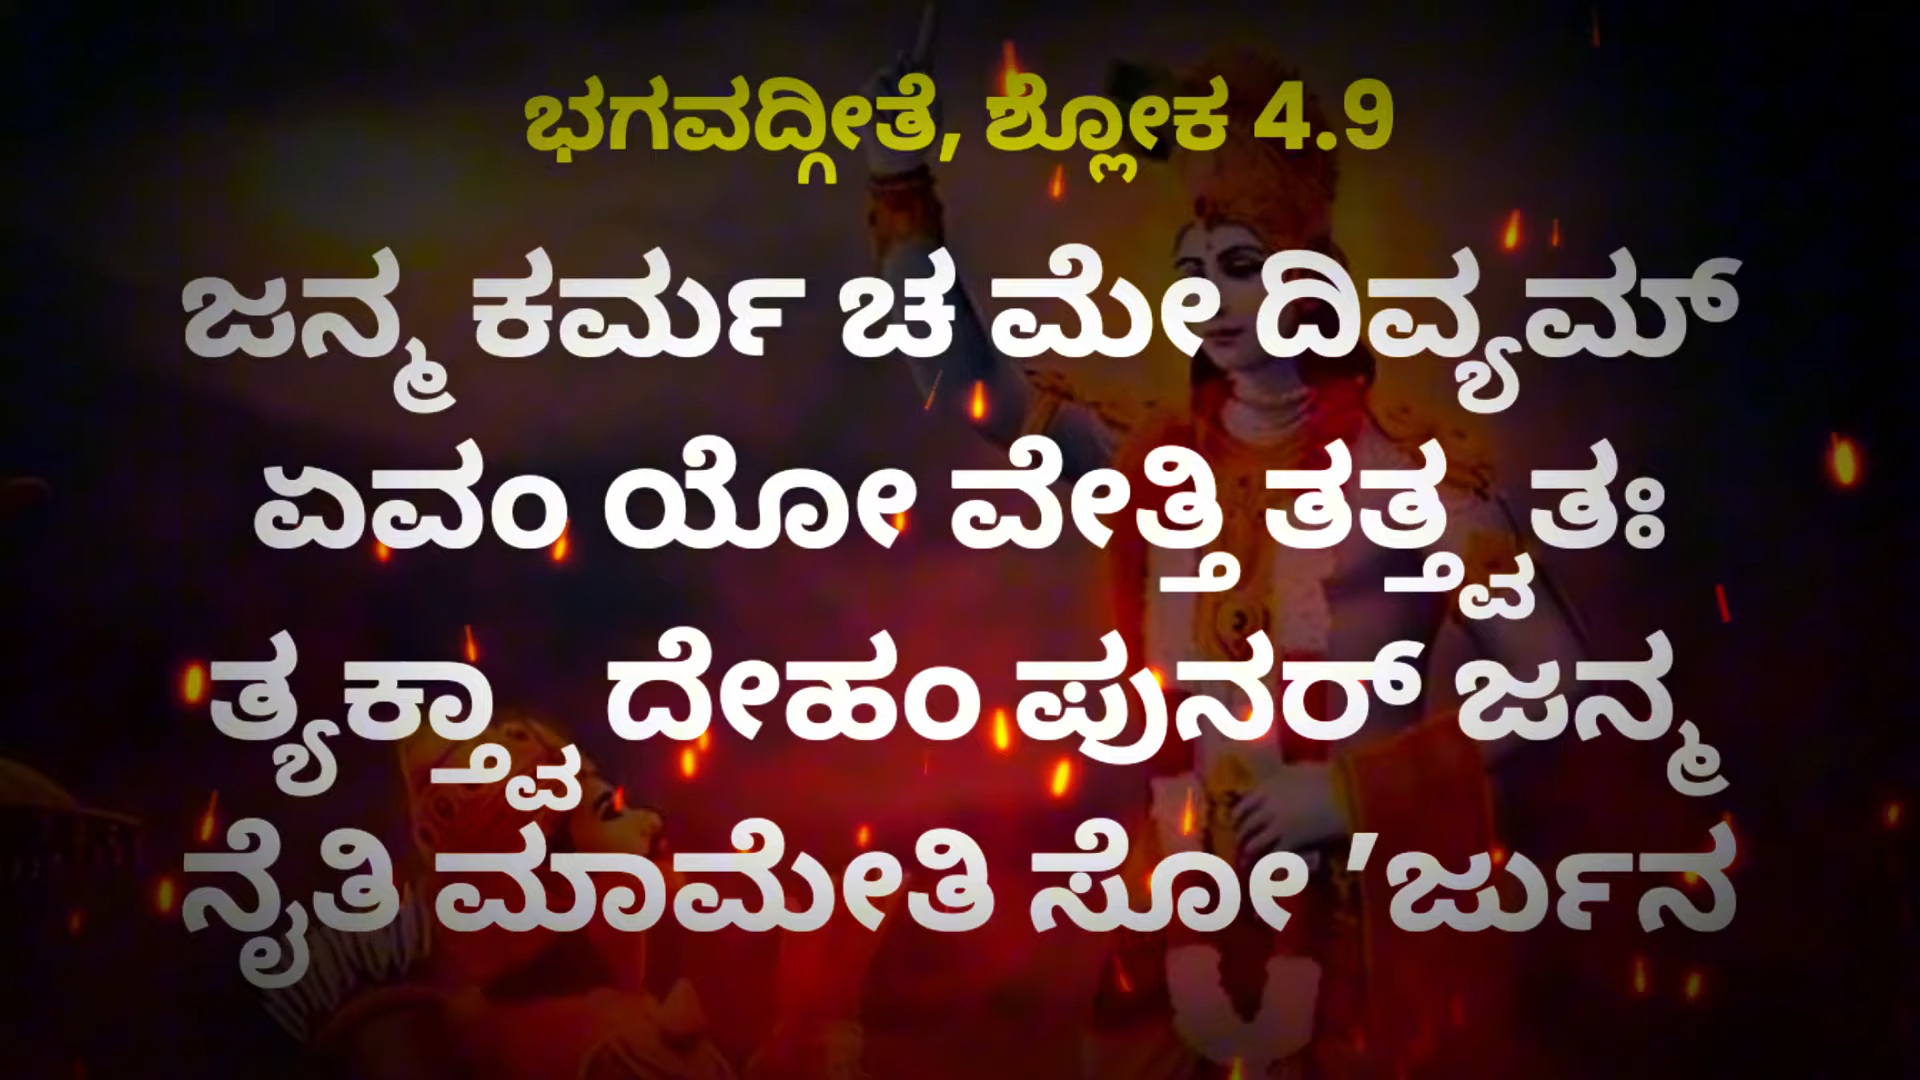 ಭಗವದ್ಗೀತೆ, ಶ್ಲೋಕ 4.9
ಜನ್ಮ ಕರ್ಮ ಚ ಮೇ ದಿವ್ಯಮ್
ಏವಂ ಯೋ ವೇತ್ತಿ ತತ್ತ್ವತಃ
ತ್ಯಕ್ತ್ವಾ ದೇಹಂ ಪುನರ್ ಜನ್ಮ
ನೈತಿ ಮಾಮೇತಿ ಸೋ ’ರ್ಜುನ